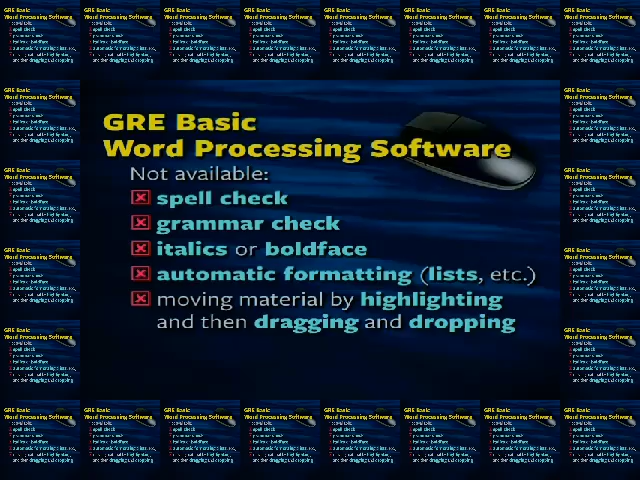 GRE Basic
Word Processing Software
Not available:
spell check
grammar check
italics or boldface
automatic formatting (lists, etc.)
moving material by highlighting
and then dragging and dropping